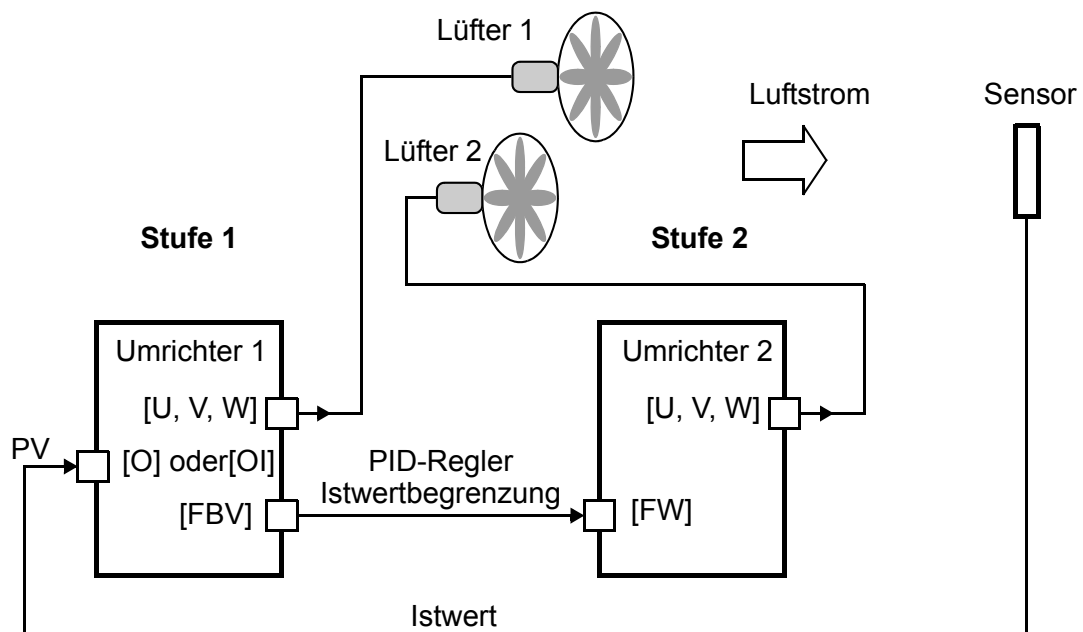 Lüfter 1
Luftstrom
Sensor
Lüfter 2
Stufe 1
Stufe 2
Umrichter 1
Umrichter 2
[U, V, W]
[U, V, W]
PV
[O] oder[OI]
PID-Regler
Istwertbegrenzung
[FBV]
[FW]
Istwert